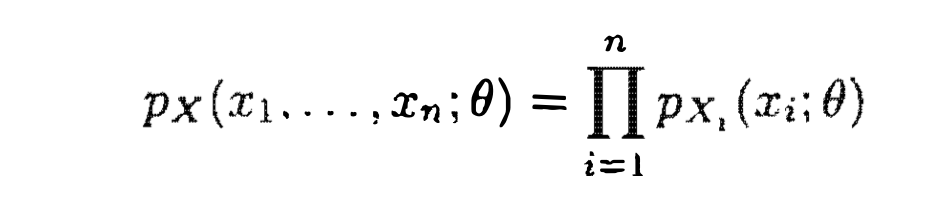 p_X(x_1, ..., x_n; θ) = ∏_{i=1}^{n} p_{X_i}(x_i; θ)